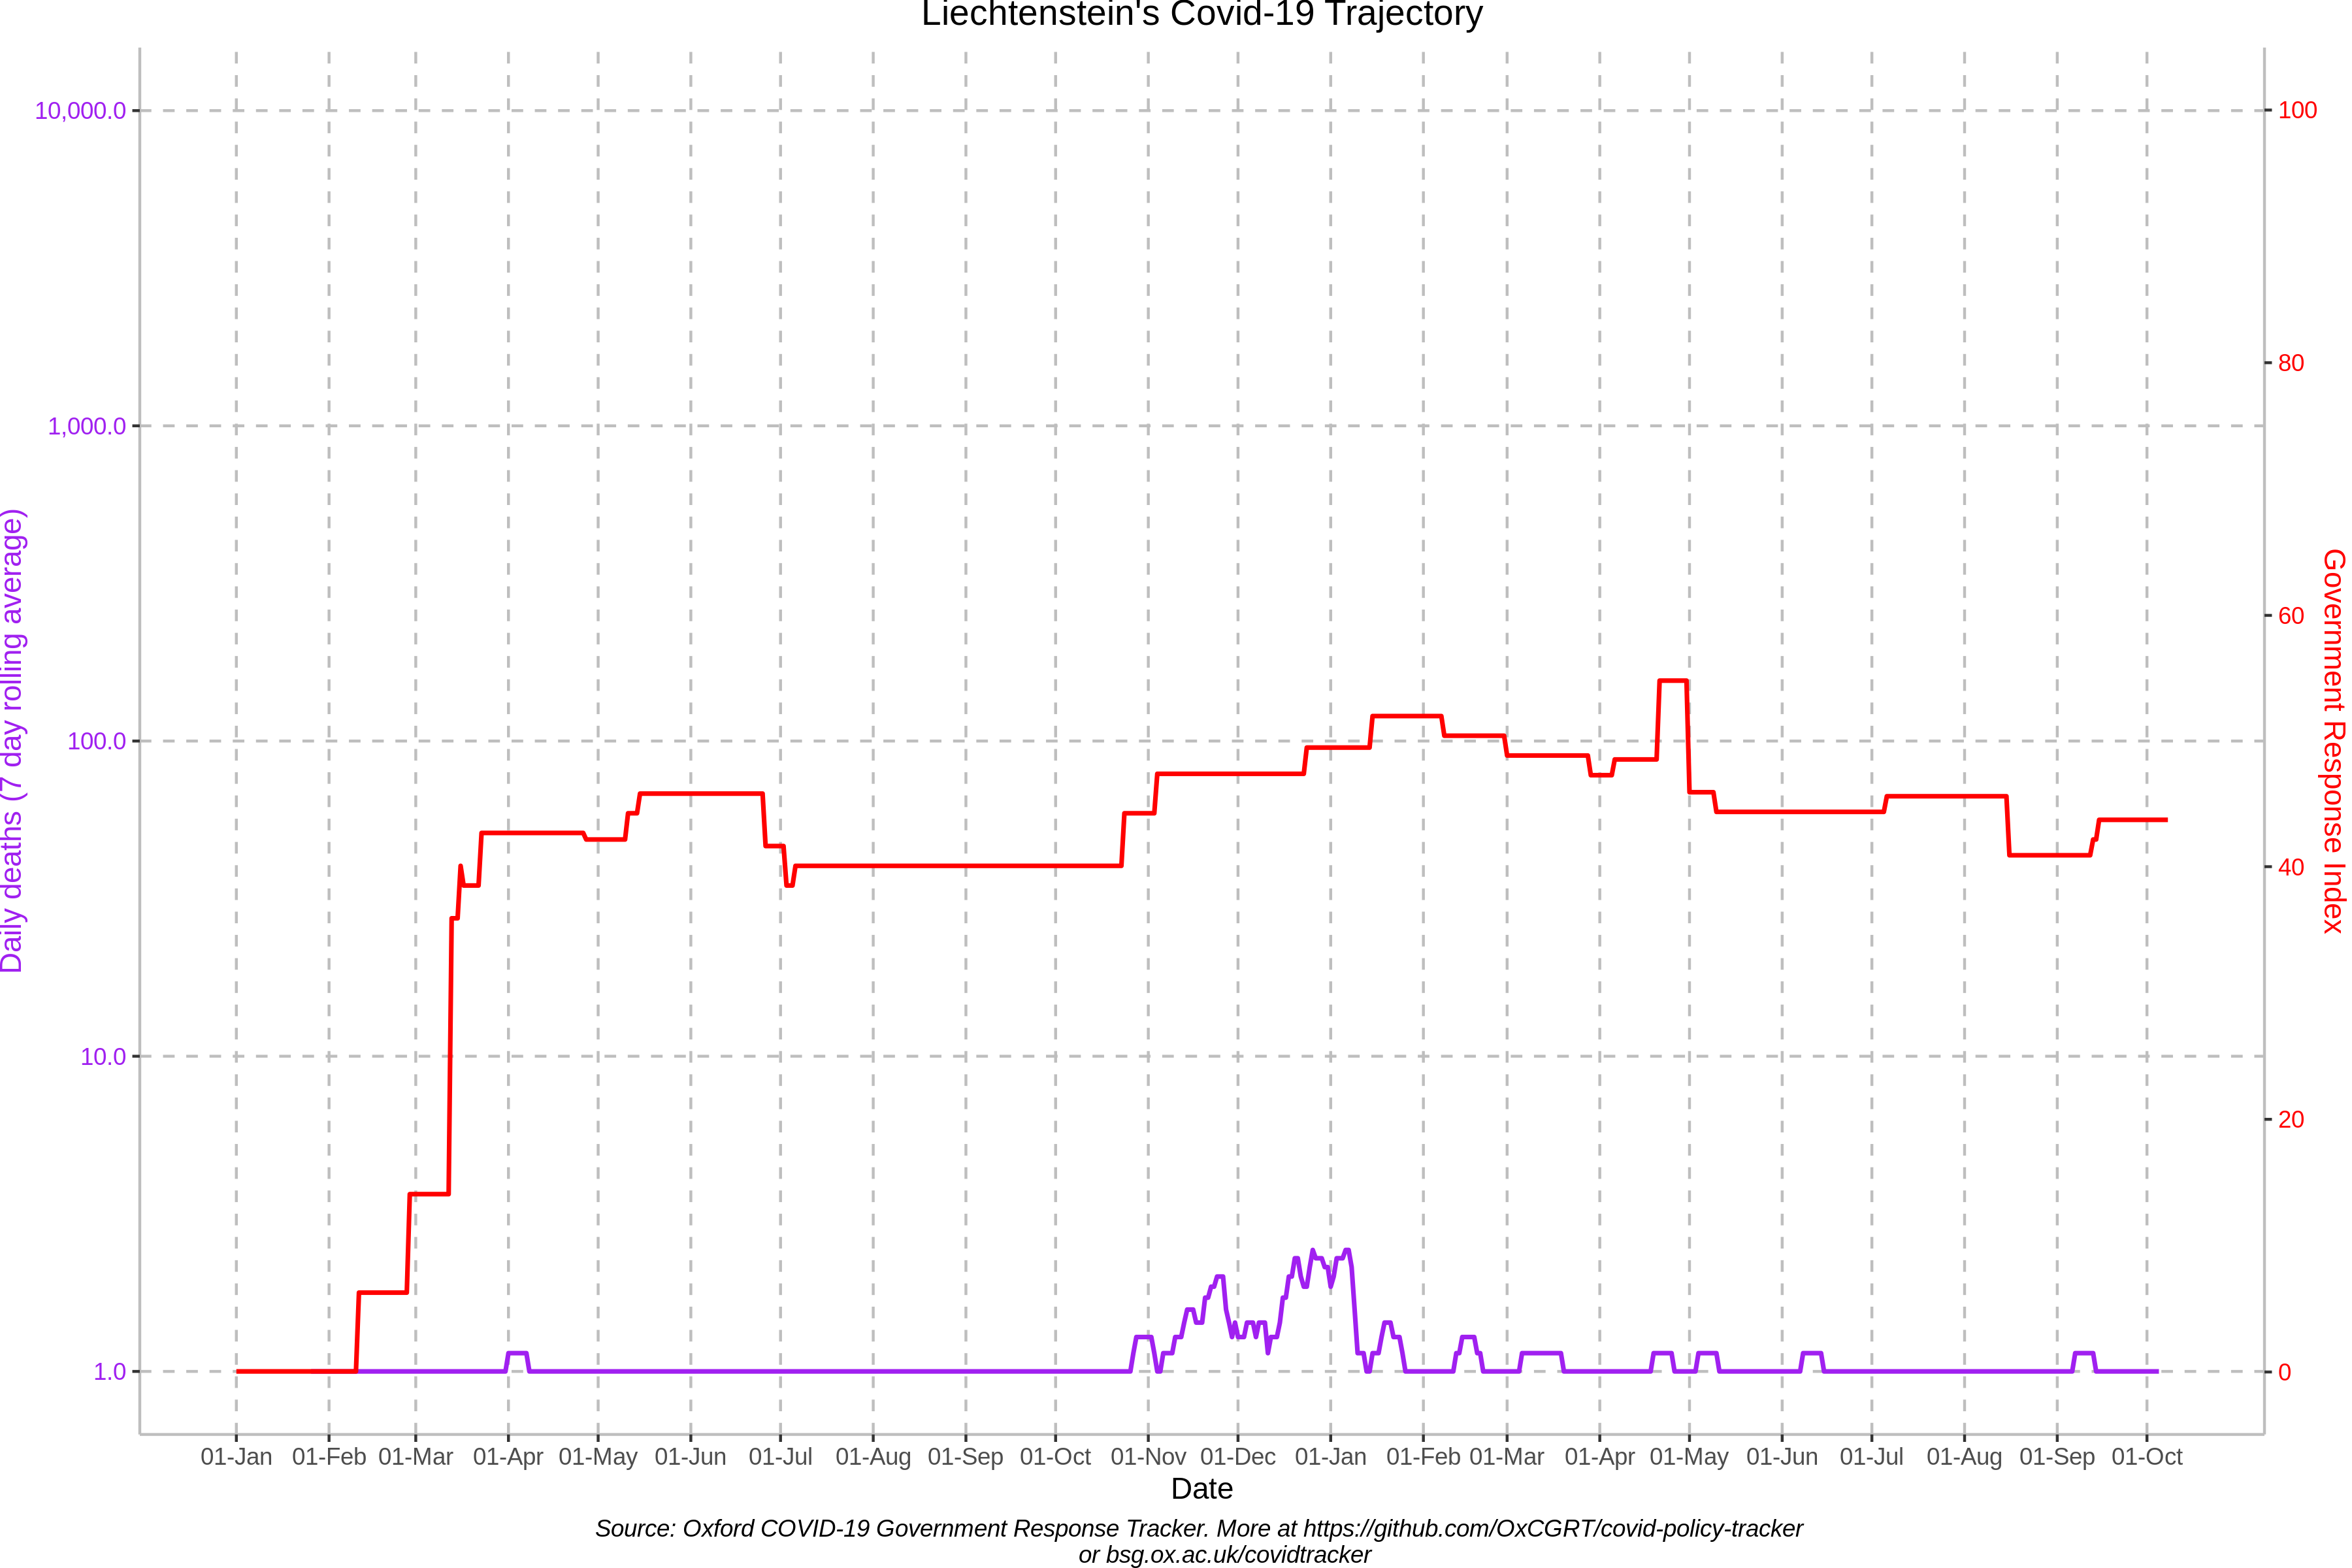 Liechtenstein's Covid-19 Trajectory
10,000.0
1,000.0
100.0
10.0
1.0
Daily deaths (7 day rolling average)
100
80
60
40
20
0
Government Response Index
01-Jan 01-Feb 01-Mar 01-Apr 01-May 01-Jun 01-Jul 01-Aug 01-Sep 01-Oct 01-Nov 01-Dec 01-Jan 01-Feb 01-Mar 01-Apr 01-May 01-Jun 01-Jul 01-Aug 01-Sep 01-Oct
Date
Source: Oxford COVID-19 Government Response Tracker. More at https://github.com/OxCGRT/covid-policy-tracker
or bsg.ox.ac.uk/covidtracker